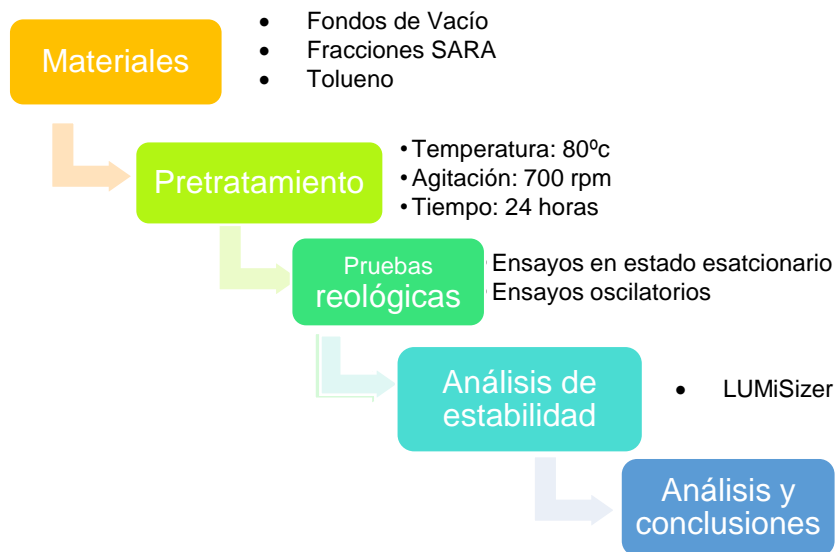 Materiales
• Fondos de Vacío
• Fracciones SARA
• Tolueno
Pretratamiento
• Temperatura: 80ºc
• Agitación: 700 rpm
• Tiempo: 24 horas
Pruebas
reológicas
• Ensayos en estado esatcionario
• Ensayos oscilatorios
Análisis de
estabilidad
• LUMiSizer
Análisis y
conclusiones